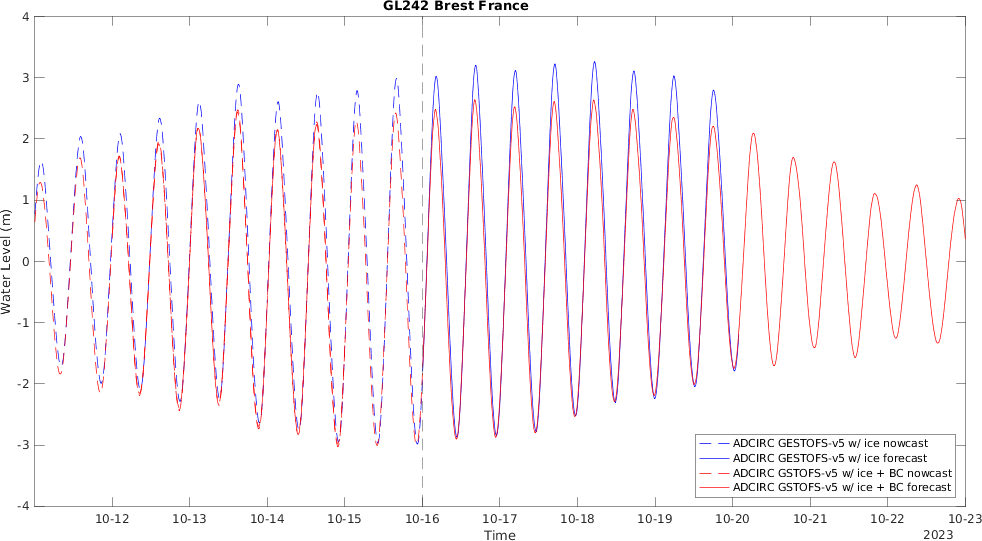 GL242 Brest France
4
3
2
1
0
-1
-2
-3
-4
Water Level (m)
ADCIRC GESTOFS-v5 w/ ice nowcast
ADCIRC GESTOFS-v5 w/ ice forecast
ADCIRC GSTOFS-v5 w/ ice + BC nowcast
ADCIRC GSTOFS-v5 w/ ice + BC forecast
10-12 10-13 10-14 10-15 10-16 10-17 10-18 10-19 10-20 10-21 10-22 10-23
Time
2023